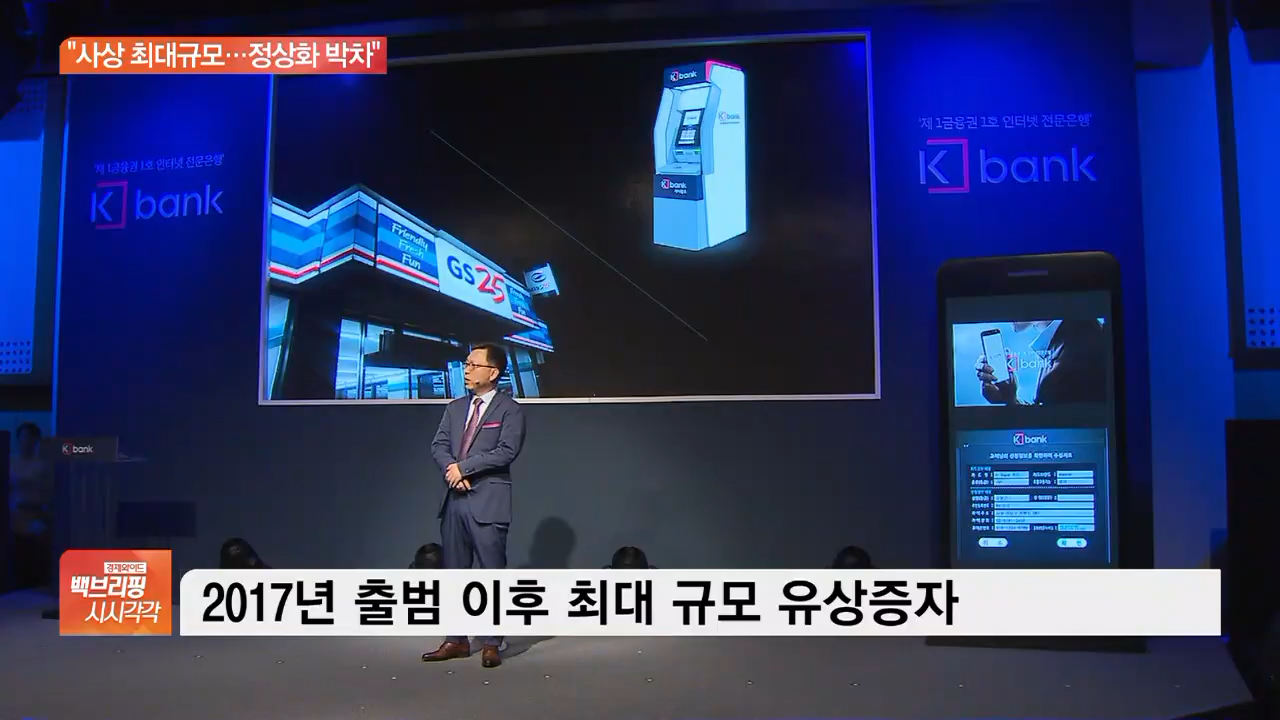 "사상 최대규모…정상화 박차"
K bank
K bank
K bank
'제 1금융권 1호 인터넷 전문은행'
K bank
'제 1금융권 1호 인터넷 전문은행'
K bank
Friendly
Fresh
Fun
GS25
K bank
K bank
K bank
경제와이드
백브리핑
시시각각
2017년 출범 이후 최대 규모 유상증자